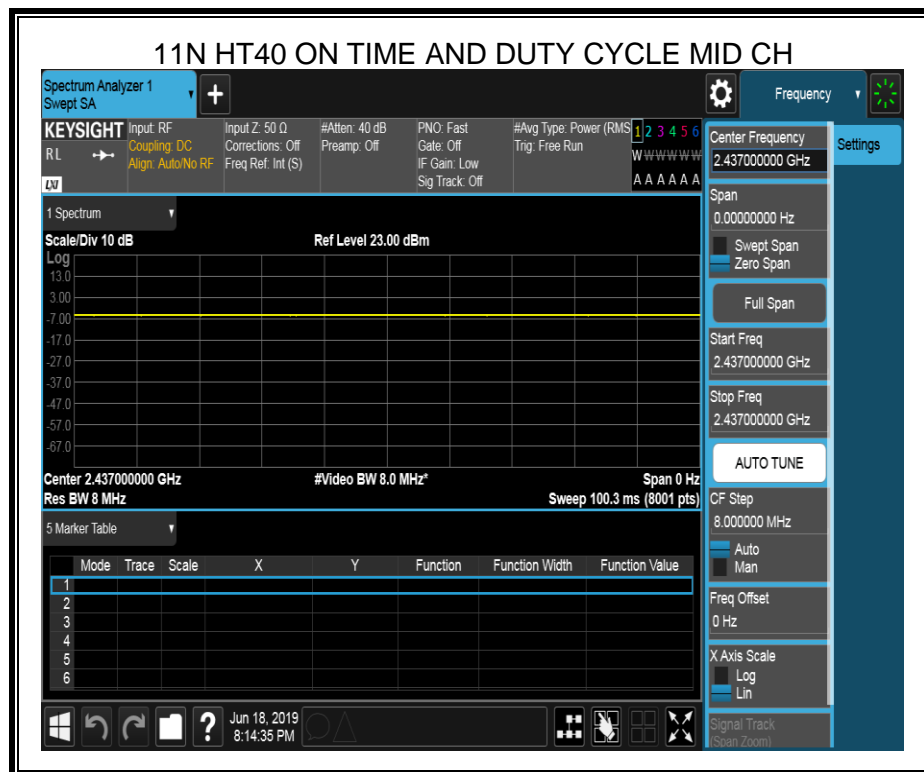 11N HT40 ON TIME AND DUTY CYCLE MID CH
Spectrum Analyzer 1
Swept SA
Frequency
KEYSIGHT
RL
LXI
Input: RF
Coupling: DC
Align: Auto/No RF
Input Z: 50 Ω
Corrections: Off
Freq Ref: Int (S)
#Atten: 40 dB
Preamp: Off
PNO: Fast
Gate: Off
IF Gain: Low
Sig Track: Off
#Avg Type: Power (RMS
Trig: Free Run
1 2 3 4 5 6
W W W W W W
A A A A A A
1 Spectrum
Scale/Div 10 dB
Ref Level 23.00 dBm
Log
13.0
3.00
-7.00
-17.0
-27.0
-37.0
-47.0
-57.0
-67.0
Center 2.437000000 GHz
#Video BW 8.0 MHz*
Span 0 Hz
Res BW 8 MHz
Sweep 100.3 ms (8001 pts)
5 Marker Table
Mode Trace Scale X Y Function Function Width Function Value
1
2
3
4
5
6
Jun 18, 2019
8:14:35 PM
Center Frequency
2.437000000 GHz
Settings
Span
0.00000000 Hz
Swept Span
Zero Span
Full Span
Start Freq
2.437000000 GHz
Stop Freq
2.437000000 GHz
AUTO TUNE
CF Step
8.000000 MHz
Auto
Man
Freq Offset
0 Hz
X Axis Scale
Log
Lin
Signal Track
(Span Zoom)